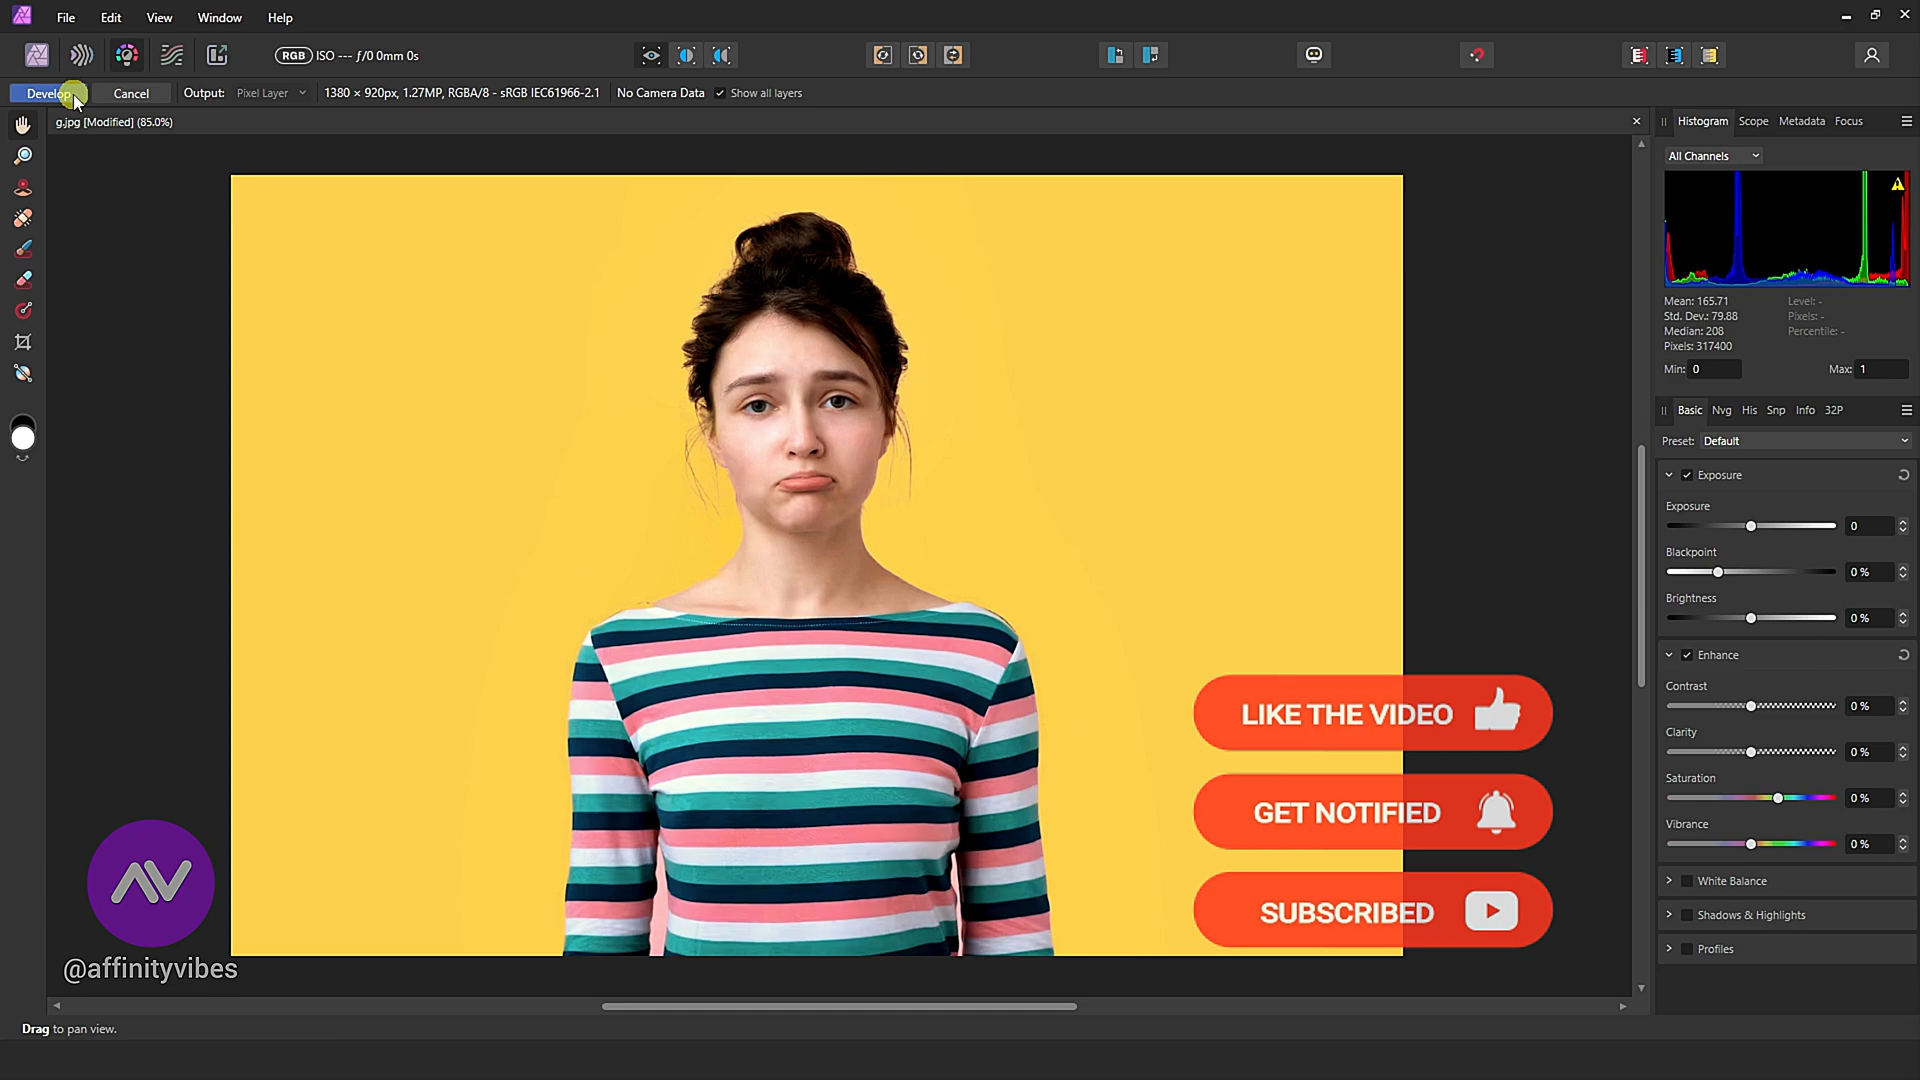 File Edit View Window Help
RGB ISO --- ƒ/0 0mm 0s
Develop Cancel Output: Pixel Layer 1380 × 920px, 1.27MP, RGBA/8 - sRGB IEC61966-2.1 No Camera Data Show all layers
g.jpg [Modified] (85.0%)
Histogram Scope Metadata Focus
All Channels
Mean: 165.71 Level: -
Std. Dev.: 79.88 Pixels: -
Median: 208 Percentile: -
Pixels: 317400
Min: 0 Max: 1
Basic Nvg His Snp Info 32P
Preset: Default
Exposure
Exposure
0
Blackpoint
0 %
Brightness
0 %
Enhance
Contrast
0 %
Clarity
0 %
Saturation
0 %
Vibrance
0 %
White Balance
Shadows & Highlights
Profiles
LIKE THE VIDEO
GET NOTIFIED
SUBSCRIBED
AV
@affinityvibes
Drag to pan view.